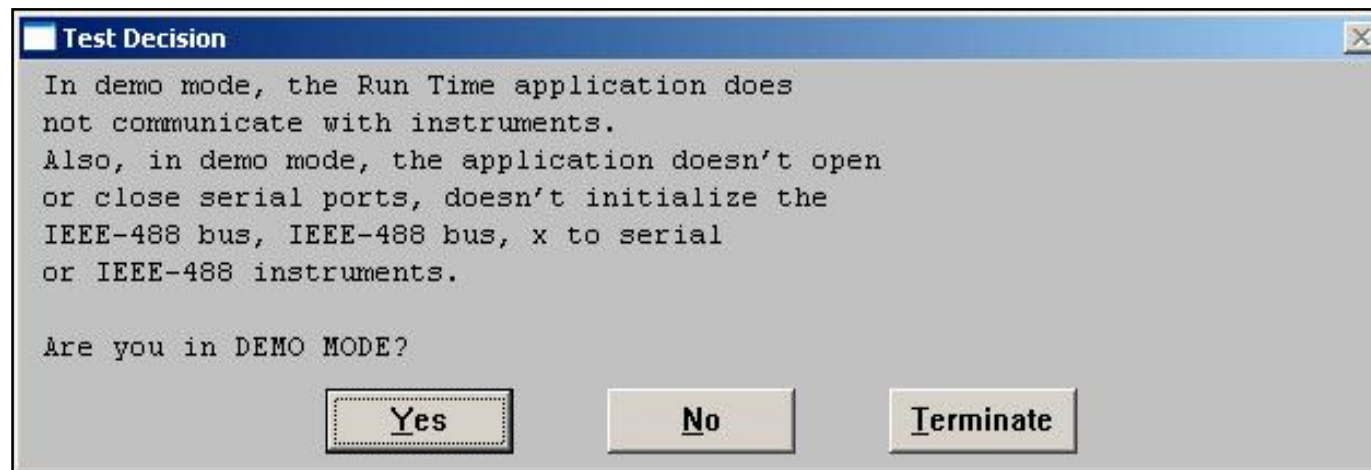 Test Decision
In demo mode, the Run Time application does
not communicate with instruments.
Also, in demo mode, the application doesn't open
or close serial ports, doesn't initialize the
IEEE-488 bus, IEEE-488 bus, x to serial
or IEEE-488 instruments.
Are you in DEMO MODE?
Yes No Terminate